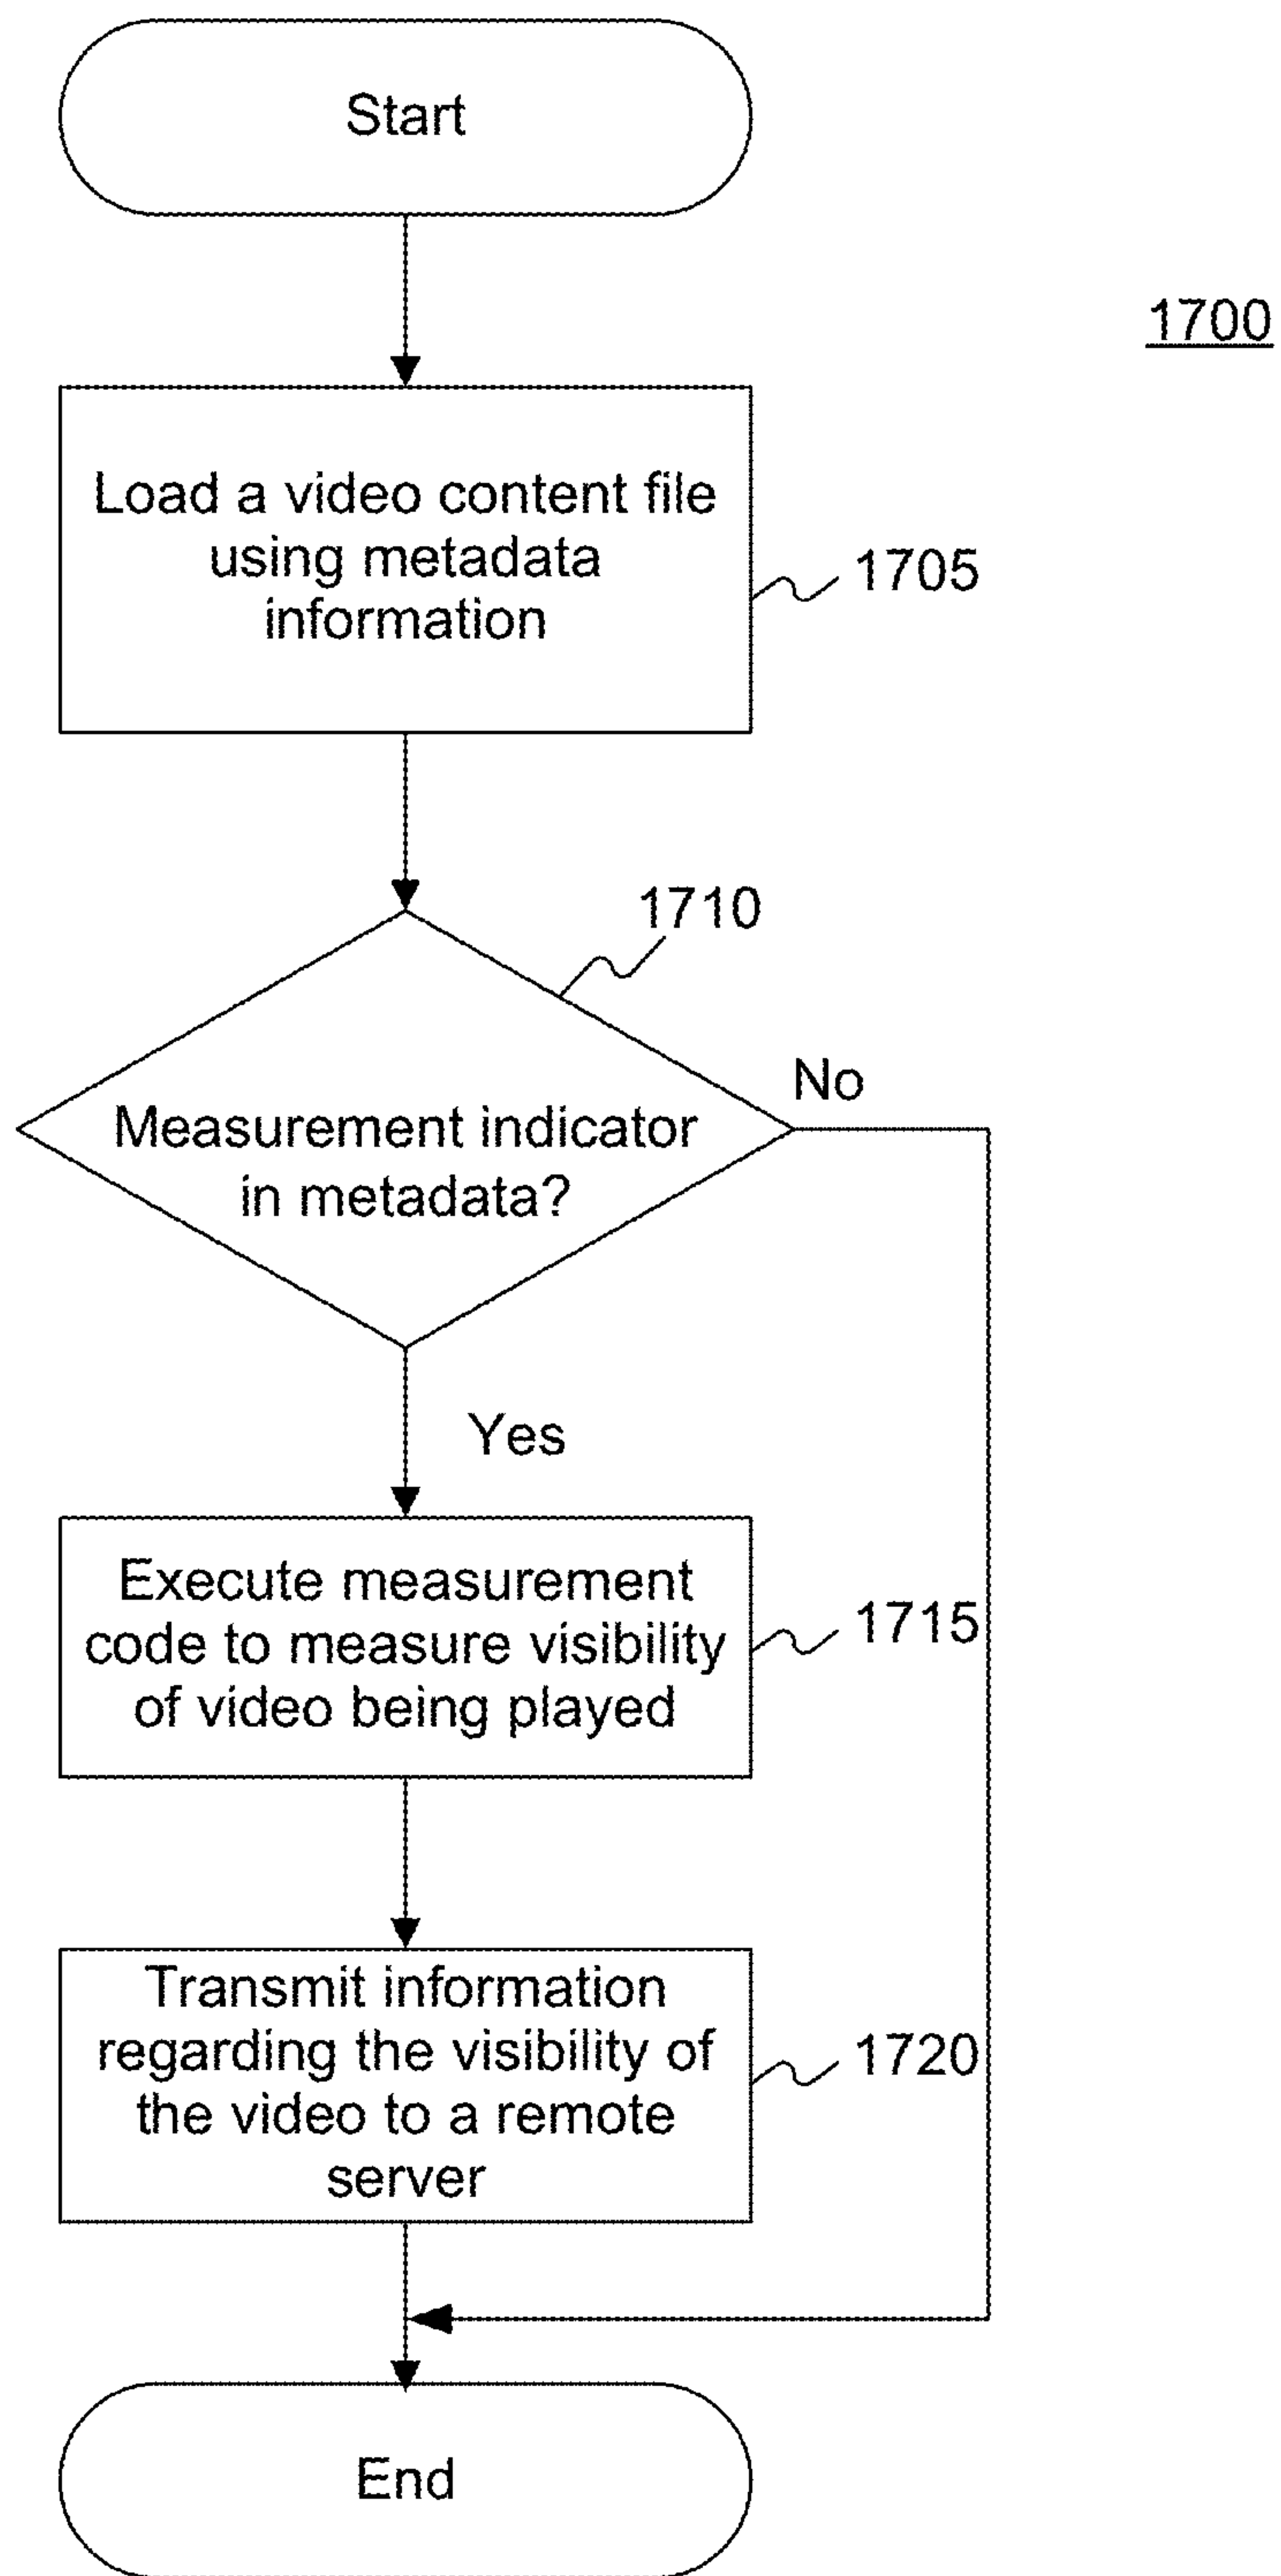 Start
1700
Load a video content file
using metadata
information
1705
1710
Measurement indicator
in metadata?
No
Yes
Execute measurement
code to measure visibility
of video being played
1715
Transmit information
regarding the visibility of
the video to a remote
server
1720
End